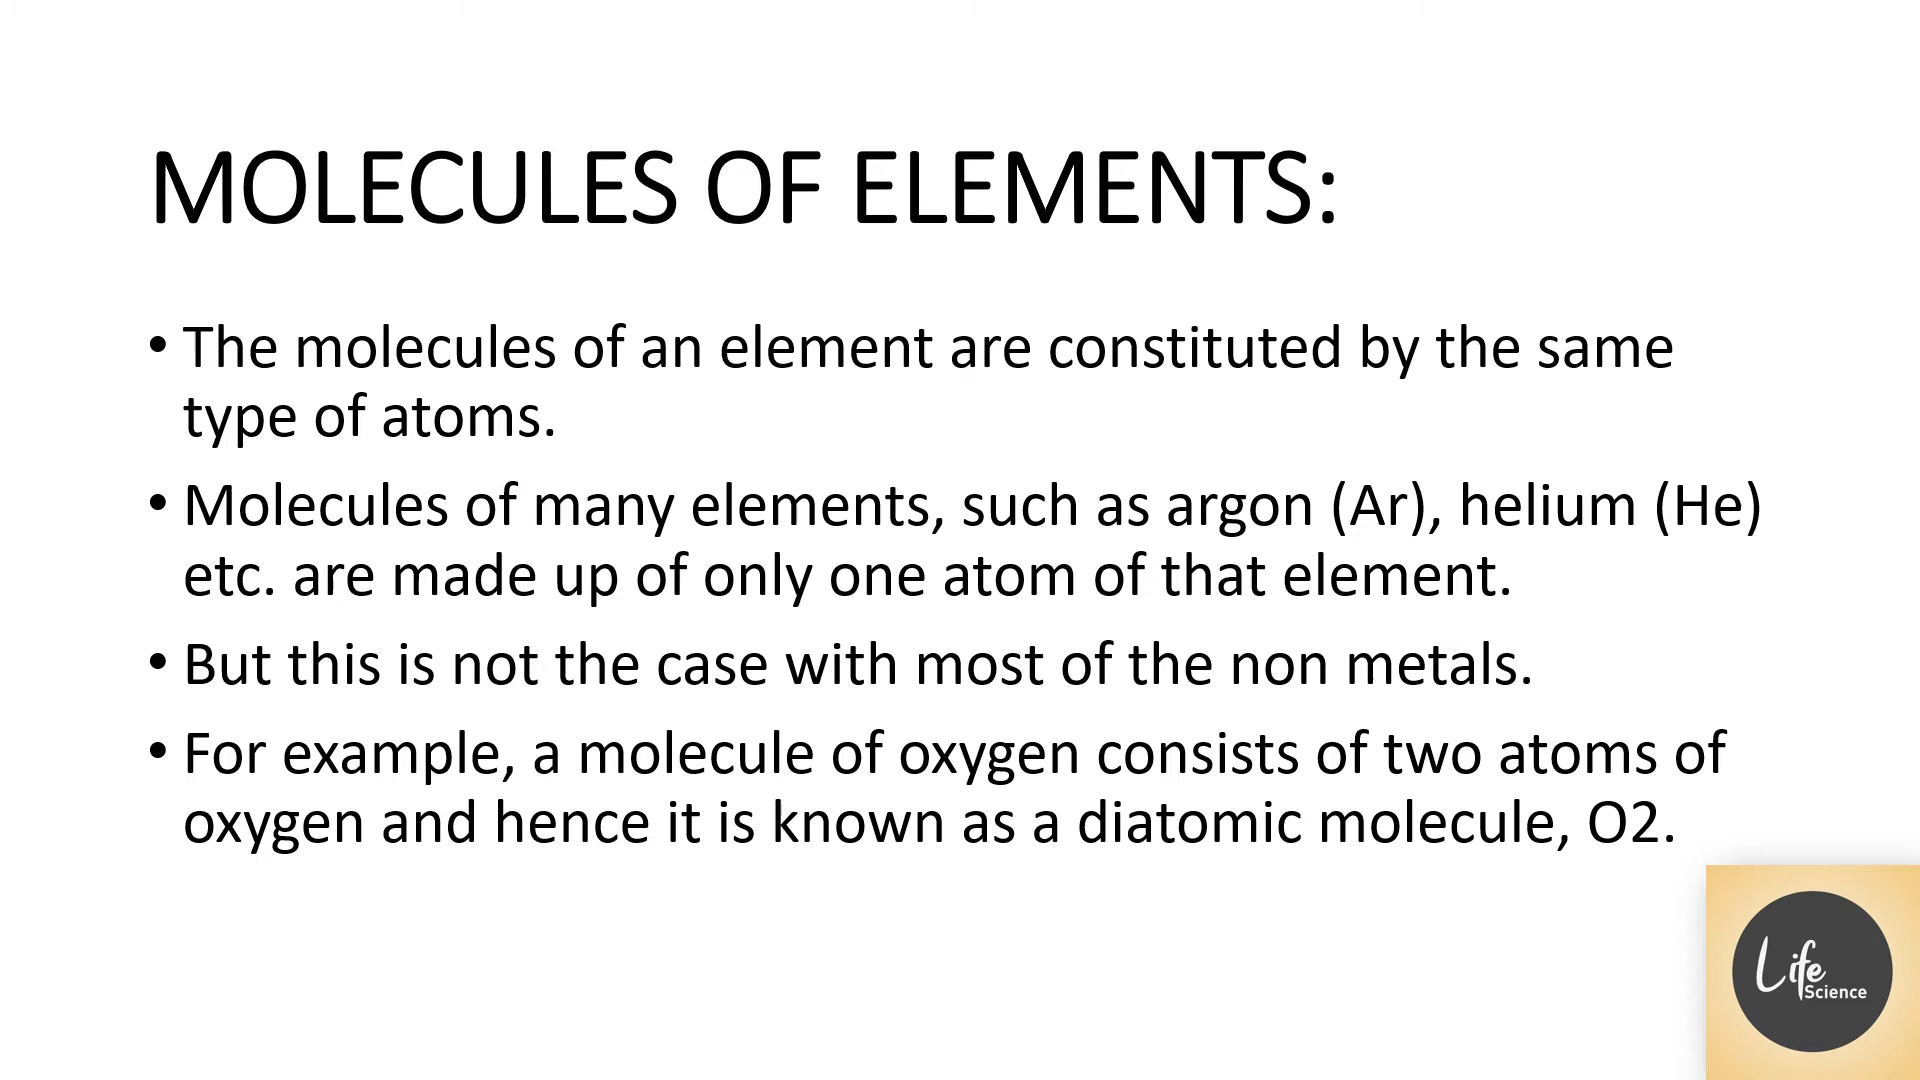 MOLECULES OF ELEMENTS:
• The molecules of an element are constituted by the same
type of atoms.
• Molecules of many elements, such as argon (Ar), helium (He)
etc. are made up of only one atom of that element.
• But this is not the case with most of the non metals.
• For example, a molecule of oxygen consists of two atoms of
oxygen and hence it is known as a diatomic molecule, O2.
Life
Science